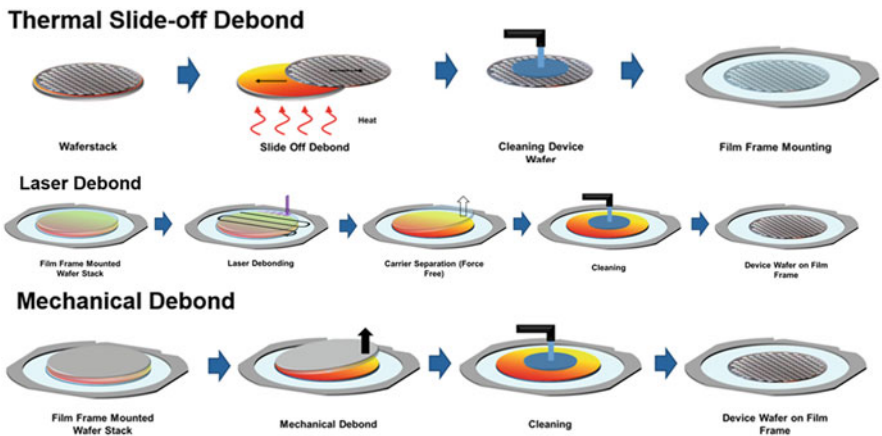 Thermal Slide-off Debond
Heat
Waferstack
Slide Off Debond
Cleaning Device
Wafer
Film Frame Mounting
Laser Debond
Film Frame Mounted
Wafer Stack
Laser Debonding
Carrier Separation (Force
Free)
Cleaning
Device Wafer on Film
Frame
Mechanical Debond
Film Frame Mounted
Wafer Stack
Mechanical Debond
Cleaning
Device Wafer on Film
Frame